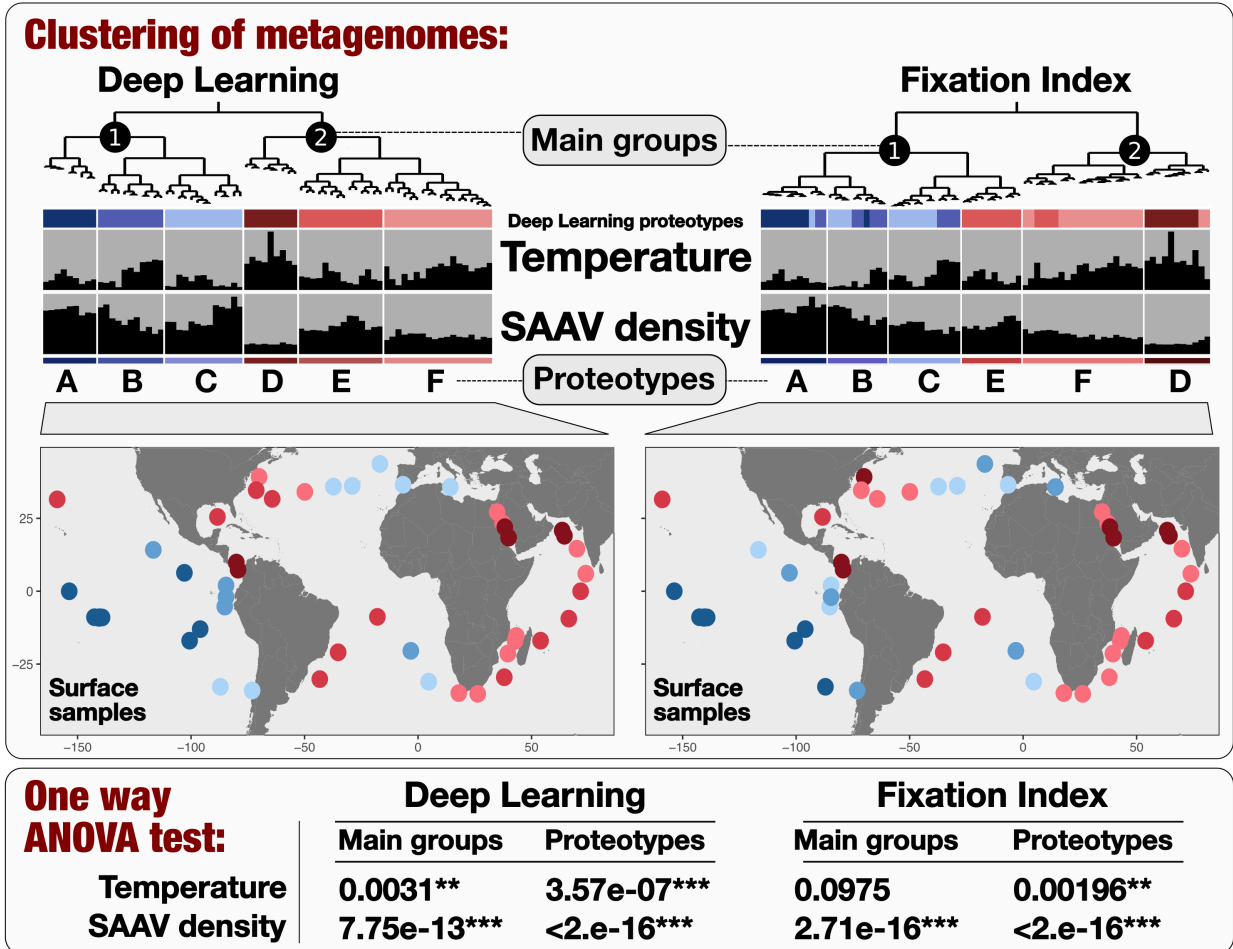 Clustering of metagenomes:
Deep Learning
Fixation Index
1
2
Main groups
1
2
Deep Learning proteotypes
Temperature
SAAV density
A B C D E F
Proteotypes
A B C E F D
25
0
−25
Surface
samples
−150 −100 −50 0 50
Surface
samples
−150 −100 −50 0 50
One way
ANOVA test:
Deep Learning Fixation Index
Main groups Proteotypes Main groups Proteotypes
Temperature 0.0031** 3.57e-07*** 0.0975 0.00196**
SAAV density 7.75e-13*** <2.e-16*** 2.71e-16*** <2.e-16***